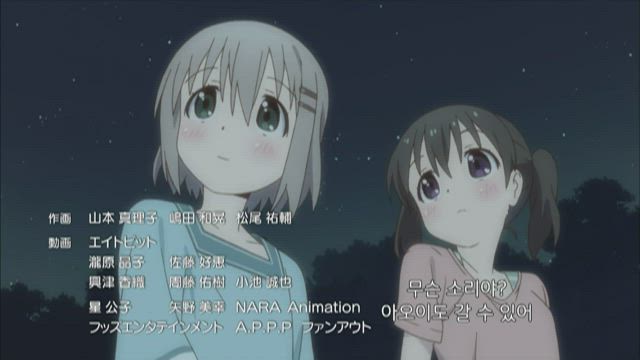 作画 山本 真理子 嶋田 和晃 松尾 祐輔
動画 エイトビット
瀧原 晶子 佐藤 好恵
興津 香織 周藤 佑樹 小池 誠也
星 公子 矢野 美幸 NARA Animation
フッズエンタテインメント A.P.P.P ファンアウト
무슨 소리야?
아오이도 갈 수 있어